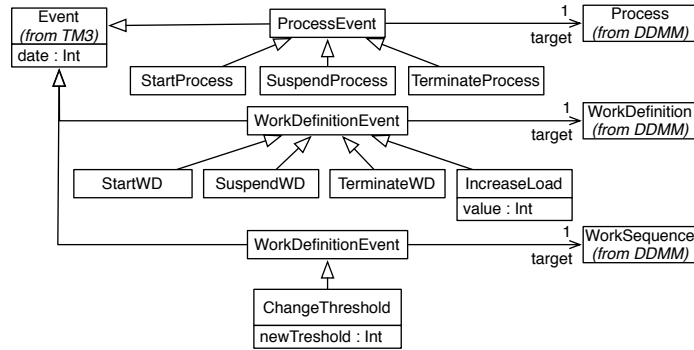 Event
(from TM3)
date : Int
ProcessEvent
1
target
Process
(from DDMM)
StartProcess
SuspendProcess
TerminateProcess
WorkDefinitionEvent
1
target
WorkDefinition
(from DDMM)
StartWD
SuspendWD
TerminateWD
IncreaseLoad
value : Int
WorkDefinitionEvent
1
target
WorkSequence
(from DDMM)
ChangeThreshold
newTreshold : Int